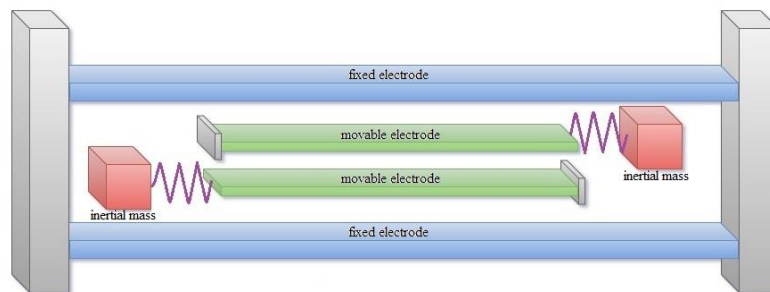 fixed electrode
movable electrode
inertial mass
movable electrode
inertial mass
fixed electrode